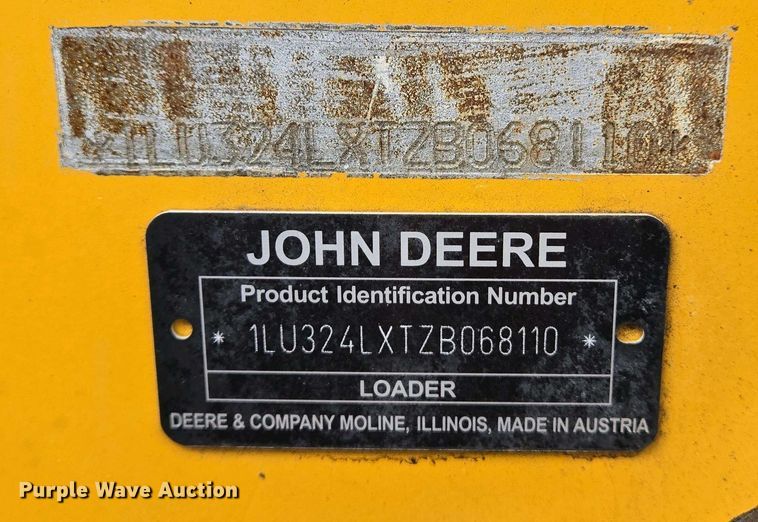 *1LU324LXTZB068110*
JOHN DEERE
Product Identification Number
* 1LU324LXTZB068110 *
LOADER
DEERE & COMPANY MOLINE, ILLINOIS, MADE IN AUSTRIA
Purple Wave Auction